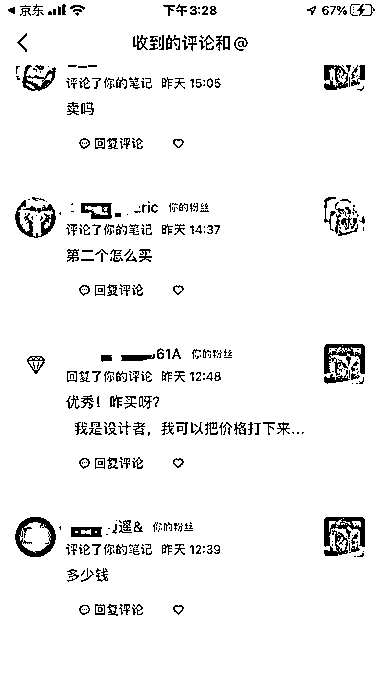 京东
下午3:28
67%
收到的评论和@
评论了你的笔记 昨天 15:05
卖吗
回复评论
ric 你的粉丝
评论了你的笔记 昨天 14:37
第二个怎么买
回复评论
61A 你的粉丝
回复了你的评论 昨天 12:48
优秀！咋买呀？
我是设计者，我可以把价格打下来...
回复评论
遛& 你的粉丝
评论了你的笔记 昨天 12:39
多少钱
回复评论